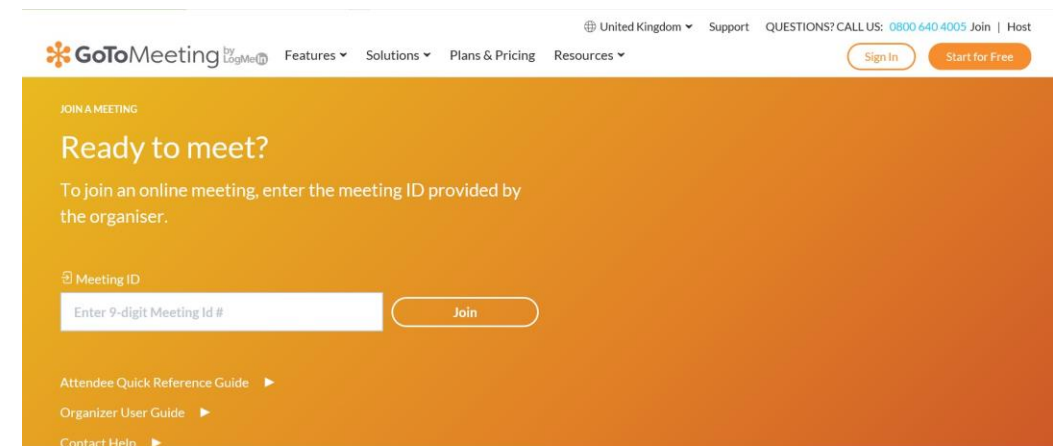 United Kingdom Support QUESTIONS? CALL US: 0800 640 4005 Join | Host
GoToMeeting by LogMeIn Features Solutions Plans & Pricing Resources Sign In Start for Free
JOIN A MEETING
Ready to meet?
To join an online meeting, enter the meeting ID provided by
the organiser.
Meeting ID
Enter 9-digit Meeting Id #
Join
Attendee Quick Reference Guide
Organizer User Guide
Contact Help